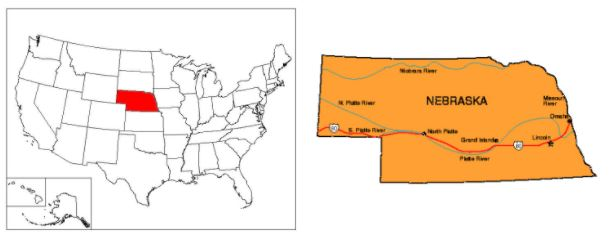 Niobrara River
Missouri
River
N. Platte River
NEBRASKA
Omaha
80
S. Platte River
North Platte
Grand Island
80
Lincoln
Platte River